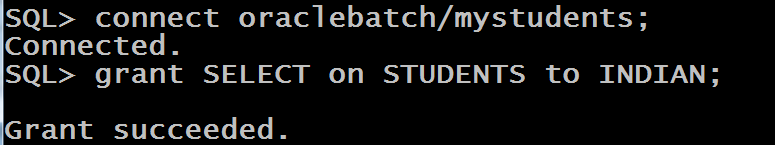 SQL> connect oraclebatch/mystudents;
Connected.
SQL> grant SELECT on STUDENTS to INDIAN;
Grant succeeded.